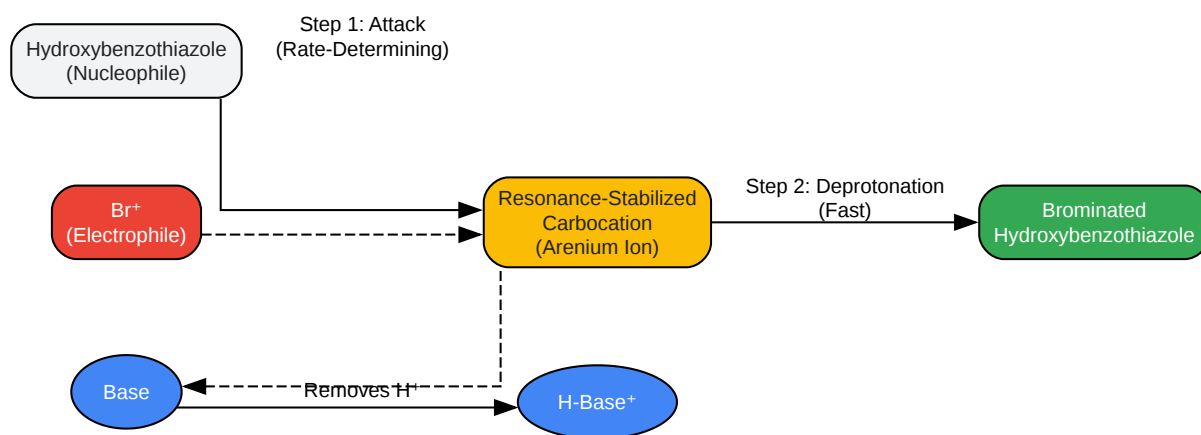 Step 1: Attack
(Rate-Determining)
Hydroxybenzothiazole
(Nucleophile)
Br⁺
(Electrophile)
Resonance-Stabilized
Carbocation
(Arenium Ion)
Step 2: Deprotonation
(Fast)
Brominated
Hydroxybenzothiazole
Base
Removes H⁺
H-Base⁺